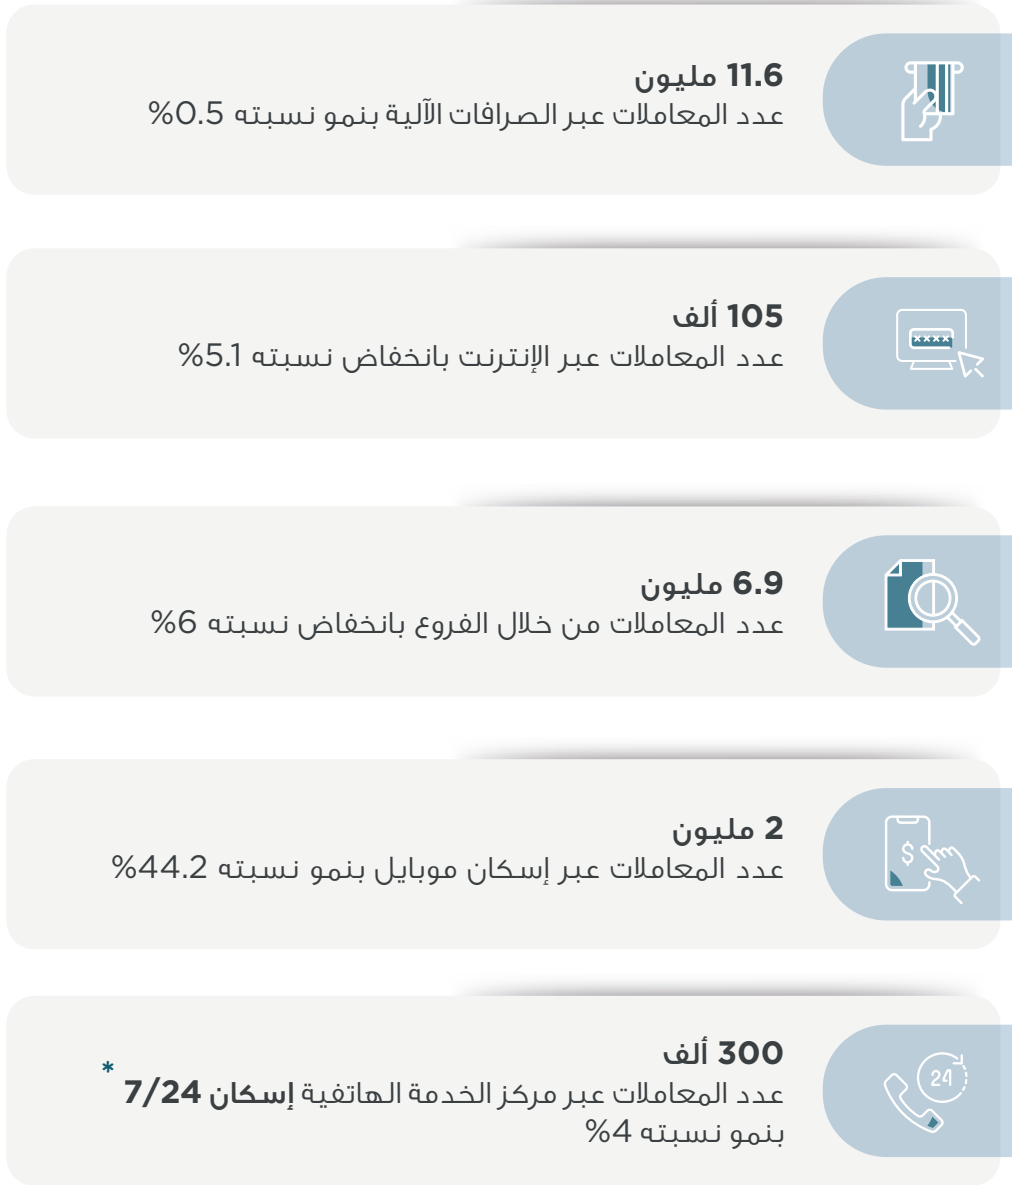 11.6 مليون
عدد المعاملات عبر الصرافات الآلية بنمو نسبته 0.5%
105 ألف
عدد المعاملات عبر الإنترنت بانخفاض نسبته 5.1%
××××
6.9 مليون
عدد المعاملات من خلال الفروع بانخفاض نسبته 6%
2 مليون
عدد المعاملات عبر إسكان موبايل بنمو نسبته 44.2%
$
300 ألف
عدد المعاملات عبر مركز الخدمة الهاتفية إسكان 7/24 *
بنمو نسبته 4%
24